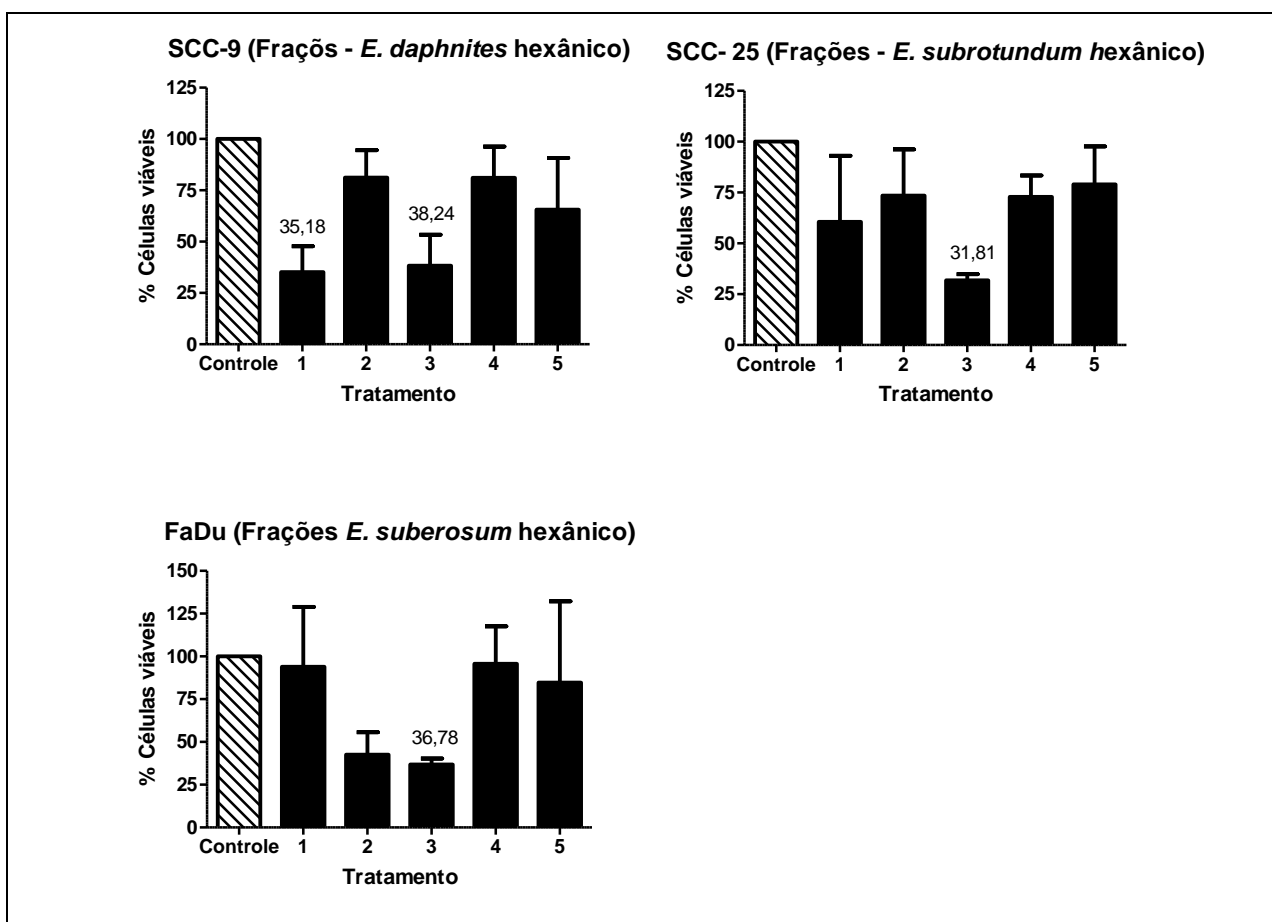 SCC-9 (Fraçõs - E. daphnites hexânico)
% Células viáveis
125
100
75
50
25
0
35,18
38,24
Controle 1 2 3 4 5
Tratamento
SCC- 25 (Frações - E. subrotundum hexânico)
% Células viáveis
125
100
75
50
25
0
31,81
Controle 1 2 3 4 5
Tratamento
FaDu (Frações E. suberosum hexânico)
% Células viáveis
150
125
100
75
50
25
0
36,78
Controle 1 2 3 4 5
Tratamento